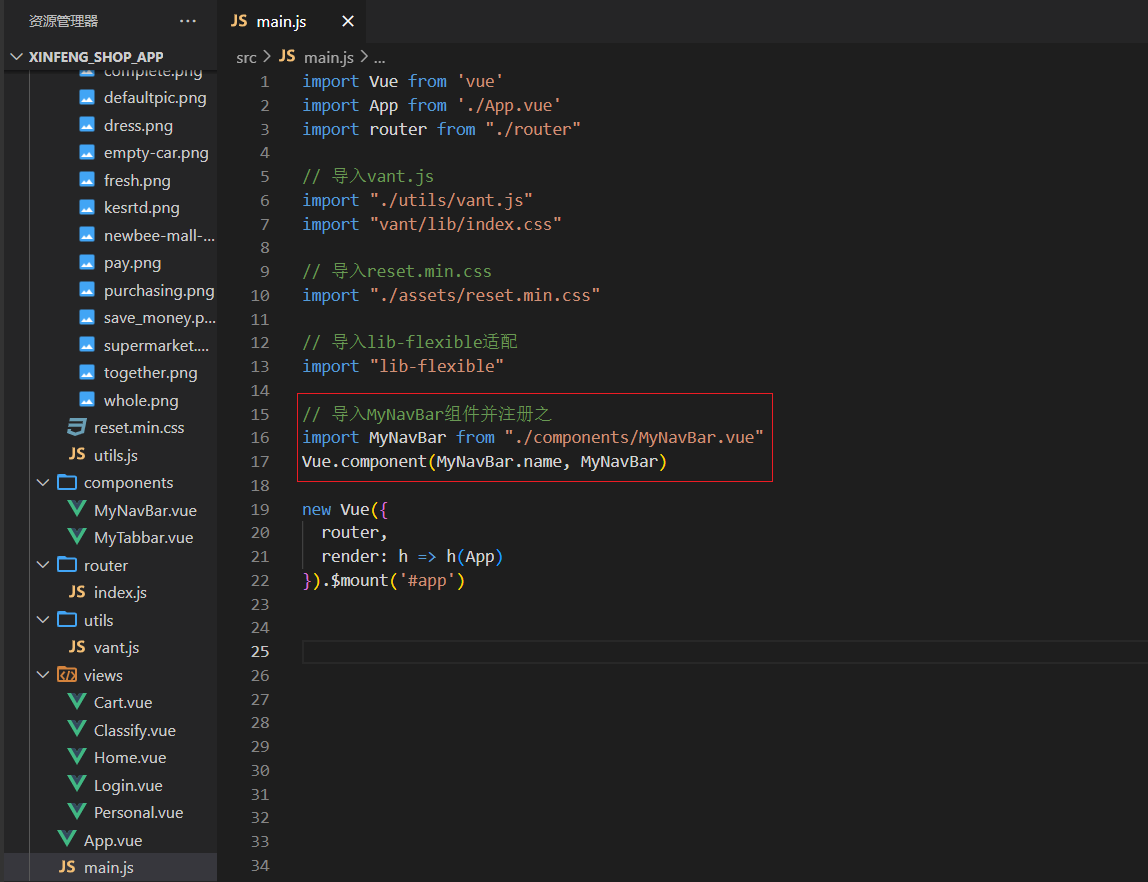 资源管理器
···
XINFENG_SHOP_APP
complete.png
defaultpic.png
dress.png
empty-car.png
fresh.png
kesrtd.png
newbee-mall-...
pay.png
purchasing.png
save_money.p...
supermarket....
together.png
whole.png
reset.min.css
JS utils.js
components
MyNavBar.vue
MyTabbar.vue
router
JS index.js
utils
JS vant.js
views
Cart.vue
Classify.vue
Home.vue
Login.vue
Personal.vue
App.vue
JS main.js
JS main.js
src > JS main.js > ...
1 import Vue from 'vue'
2 import App from './App.vue'
3 import router from "./router"
4
5 // 导入vant.js
6 import "./utils/vant.js"
7 import "vant/lib/index.css"
8
9 // 导入reset.min.css
10 import "./assets/reset.min.css"
11
12 // 导入lib-flexible适配
13 import "lib-flexible"
14
15 // 导入MyNavBar组件并注册之
16 import MyNavBar from "./components/MyNavBar.vue"
17 Vue.component(MyNavBar.name, MyNavBar)
18
19 new Vue({
20   router,
21   render: h => h(App)
22 }).$mount('#app')
23
24
25
26
27
28
29
30
31
32
33
34